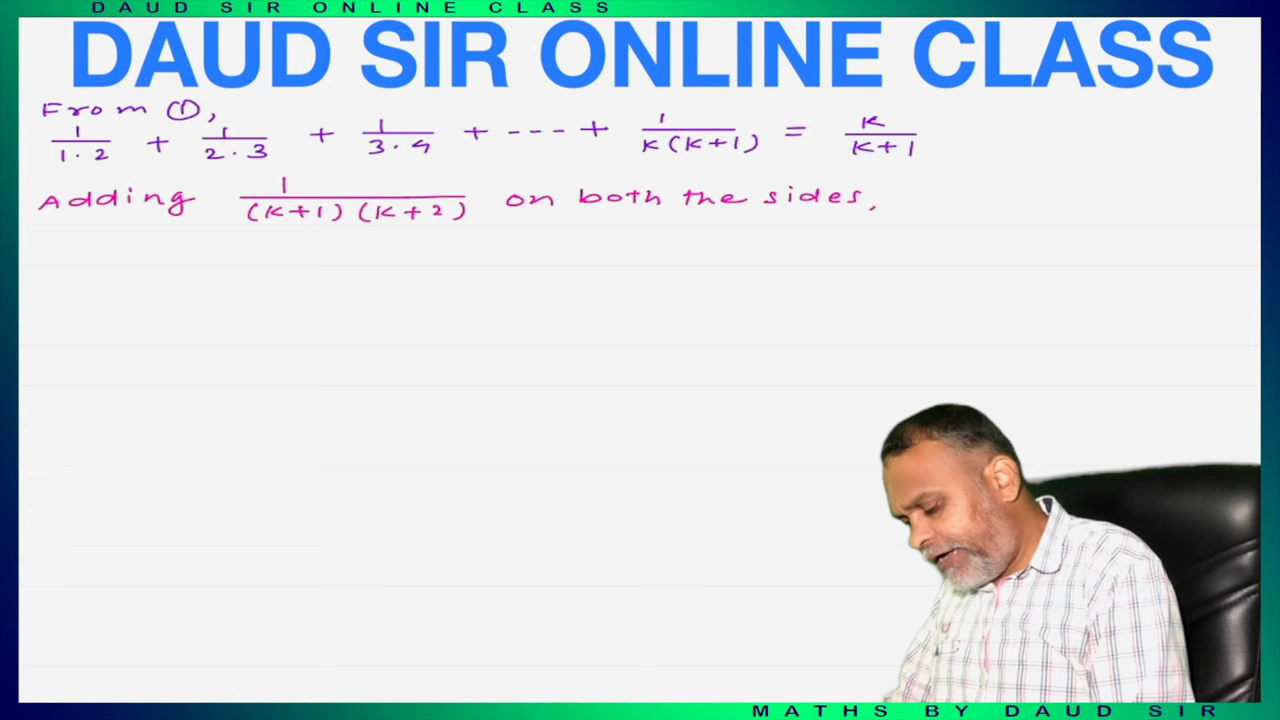 DAUD SIR ONLINE CLASS
DAUD SIR ONLINE CLASS
From ①,
1/(1·2) + 1/(2·3) + 1/(3·4) + --- + 1/(k(k+1)) = k/(k+1)
Adding 1/((k+1)(k+2)) on both the sides,
MATHS BY DAUD SIR